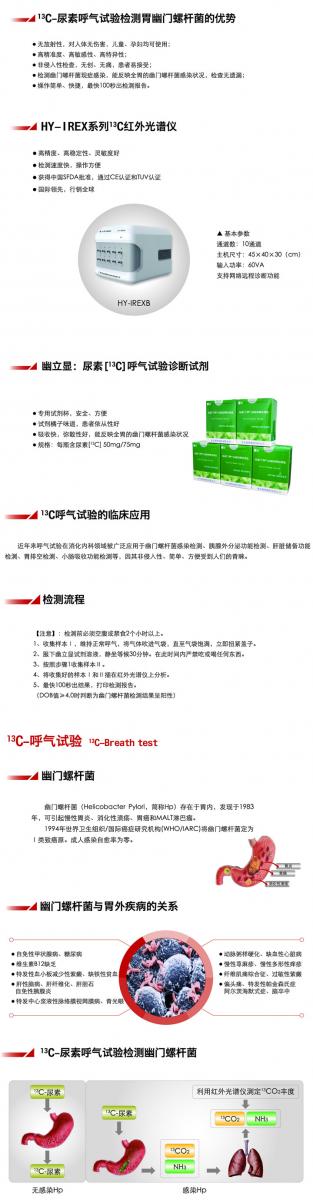 ¹³C-尿素呼气试验检测胃幽门螺杆菌的优势
● 无放射性，对人体无伤害，儿童、孕妇均可使用；
● 高精准度、高敏感性、高特异性；
● 非侵入性检查，无创、无痛，患者易接受；
● 检测幽门螺杆菌现症感染，能反映全胃的幽门螺杆菌感染状况，检查无遗漏；
● 操作简单、快捷，最快100秒出检测报告。
HY-IREX系列¹³C红外光谱仪
● 高精度、高稳定性、灵敏度好
● 检测速度快，操作方便
● 获得中国SFDA批准，通过CE认证和TUV认证
● 国际领先，行销全球
▲ 基本参数
通道数：10通道
主机尺寸：45×40×30（cm）
输入功率：60VA
支持网络远程诊断功能
HY-IREXB
幽立显：尿素 [¹³C] 呼气试验诊断试剂
● 专用试剂杯，安全、方便
● 试剂橘子味道，患者依从性好
● 吸收快，弥散性好，能反映全胃的幽门螺杆菌感染状况
● 规格：每瓶含尿素[¹³C] 50mg/75mg
¹³C呼气试验的临床应用
近年来呼气试验在消化内科领域被广泛应用于幽门螺杆菌感染检测、胰腺外分泌功能检测、肝脏储备功能
检测、胃排空检测、小肠吸收功能检测等，因其非侵入性、简单、方便受到人们的青睐。
检测流程
【注意】：检测前必须空腹或禁食2个小时以上。
1、收集样本Ⅰ，维持正常呼气，将气体吹进气袋，直至气袋饱满，立即扭紧盖子。
2、服下幽立显试剂溶液，静坐等候30分钟。在此时间内严禁吃或喝任何东西。
3、按照步骤1收集样本Ⅱ。
4、将收集好的样本Ⅰ和Ⅱ插在红外光谱仪上分析。
5、最快100秒出结果，打印检测报告。
（DOB值≥4.0时判断为幽门螺杆菌检测结果呈阳性）
¹³C-呼气试验 ¹³C-Breath test
幽门螺杆菌
幽门螺杆菌（Helicobacter Pylori，简称Hp）存在于胃内，发现于1983
年，可引起慢性胃炎、消化性溃疡、胃癌和MALT淋巴瘤。
1994年世界卫生组织/国际癌症研究机构(WHO/IARC)将幽门螺杆菌定为
Ⅰ类致癌原。成人感染自愈率为零。
幽门螺杆菌与胃外疾病的关系
● 自免性甲状腺病、糖尿病
● 维生素B12缺乏
● 特发性血小板减少性紫癜、缺铁性贫血
● 肝性脑病、肝纤维化、肝胆石
自免性胰腺炎
● 特发中心浆液性脉络膜视网膜病、青光眼
● 动脉粥样硬化、缺血性心脏病
● 慢性荨麻疹、慢性多形性痒疹
● 纤维肌痛综合征、过敏性紫癜
● 偏头痛、特发性帕金森氏症
阿尔茨海默式症、脑卒中
¹³C-尿素呼气试验检测幽门螺杆菌
¹³C-尿素
¹³C-尿素
无感染Hp
¹³C-尿素
¹³CO₂
NH₃
利用红外光谱仪测定¹³CO₂丰度
¹³CO₂ NH₃
感染Hp